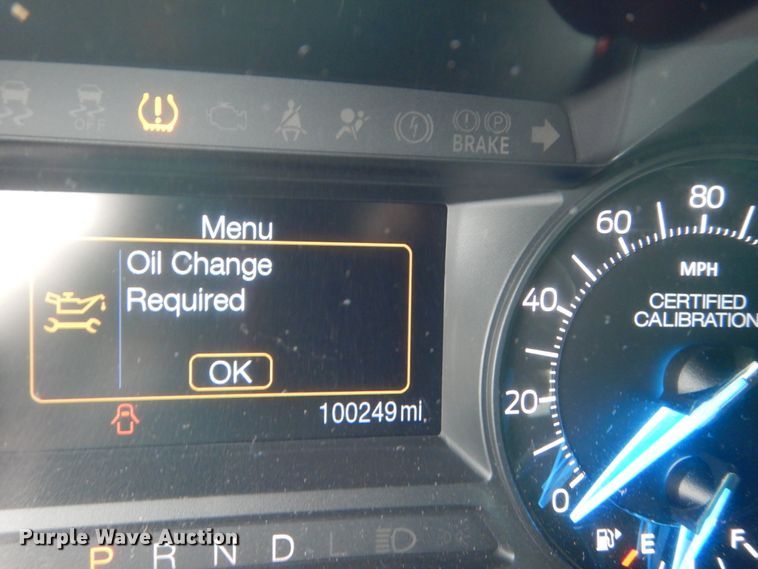 OFF
BRAKE
Menu
Oil Change
Required
OK
100249 mi.
P R N D L
0
20
40
60
80
MPH
CERTIFIED
CALIBRATION
E F
Purple Wave Auction